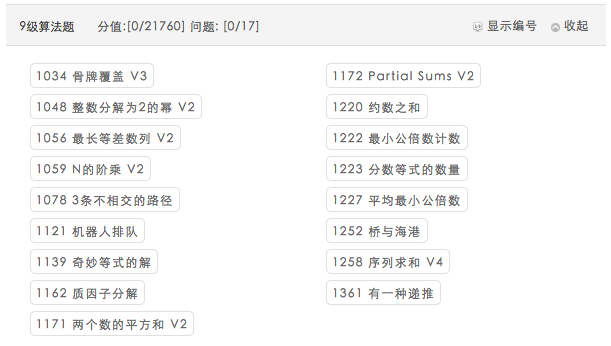 9级算法题 分值:[0/21760] 问题: [0/17] 显示编号 收起
1034 骨牌覆盖 V3
1048 整数分解为2的幂 V2
1056 最长等差数列 V2
1059 N的阶乘 V2
1078 3条不相交的路径
1121 机器人排队
1139 奇妙等式的解
1162 质因子分解
1171 两个数的平方和 V2
1172 Partial Sums V2
1220 约数之和
1222 最小公倍数计数
1223 分数等式的数量
1227 平均最小公倍数
1252 桥与海港
1258 序列求和 V4
1361 有一种递推